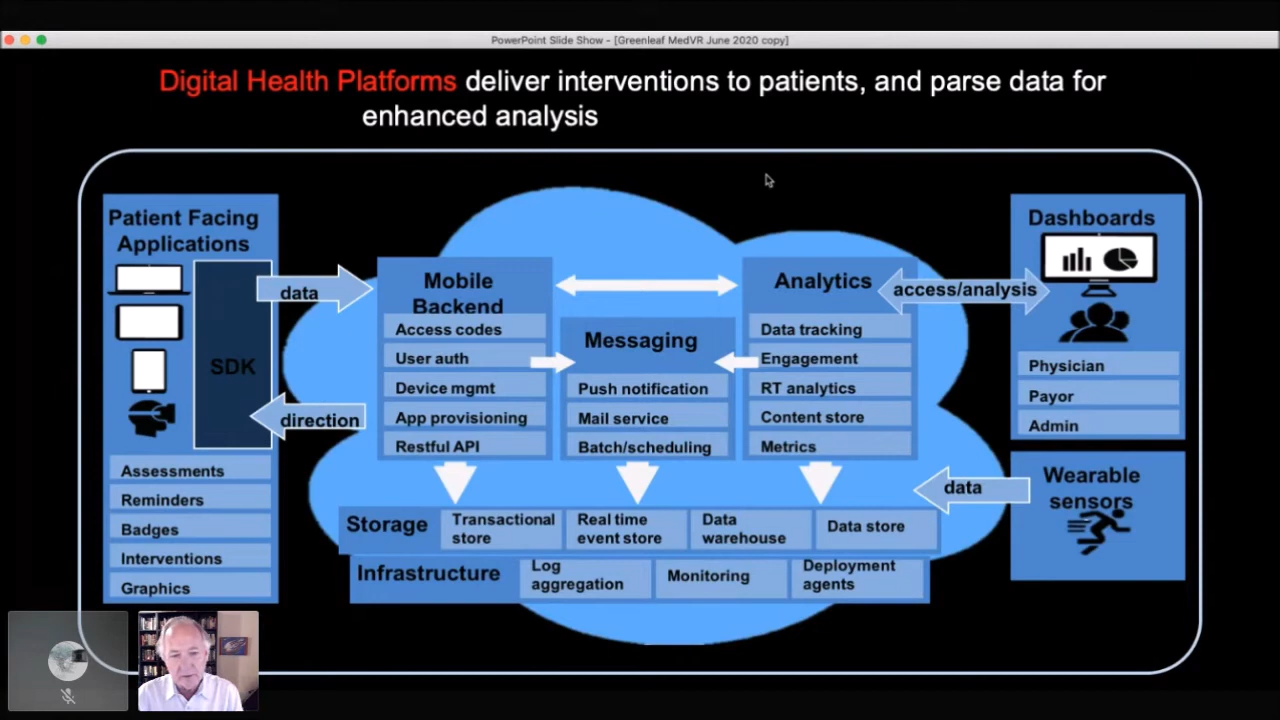 PowerPoint Slide Show - [Greenleaf MedVR June 2020 copy]
Digital Health Platforms deliver interventions to patients, and parse data for
enhanced analysis
Patient Facing
Applications
SDK
data
direction
Assessments
Reminders
Badges
Interventions
Graphics
Mobile
Backend
Access codes
User auth
Device mgmt
App provisioning
Restful API
Messaging
Push notification
Mail service
Batch/scheduling
Analytics
Data tracking
Engagement
RT analytics
Content store
Metrics
access/analysis
Dashboards
Physician
Payor
Admin
data
Wearable
sensors
Storage
Transactional
store
Real time
event store
Data
warehouse
Data store
Infrastructure
Log
aggregation
Monitoring
Deployment
agents